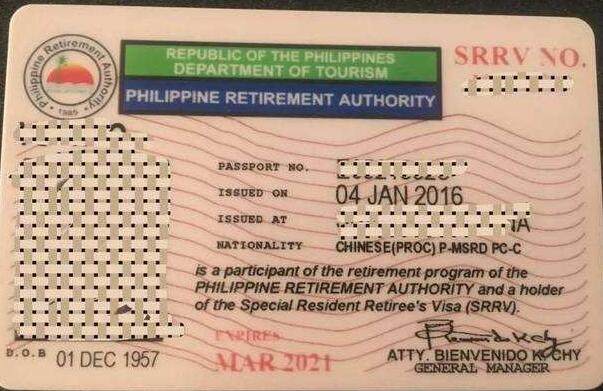 Philippine Retirement Authority
1985
REPUBLIC OF THE PHILIPPINES
DEPARTMENT OF TOURISM
PHILIPPINE RETIREMENT AUTHORITY
SRRV NO.
PASSPORT NO.
ISSUED ON 04 JAN 2016
ISSUED AT
NATIONALITY CHINESE(PROC) P-MSRD PC-C
is a participant of the retirement program of the
PHILIPPINE RETIREMENT AUTHORITY and a holder
of the Special Resident Retiree's Visa (SRRV).
EXPIRES
MAR 2021
D.O.B 01 DEC 1957
ATTY. BIENVENIDO K CHY
GENERAL MANAGER